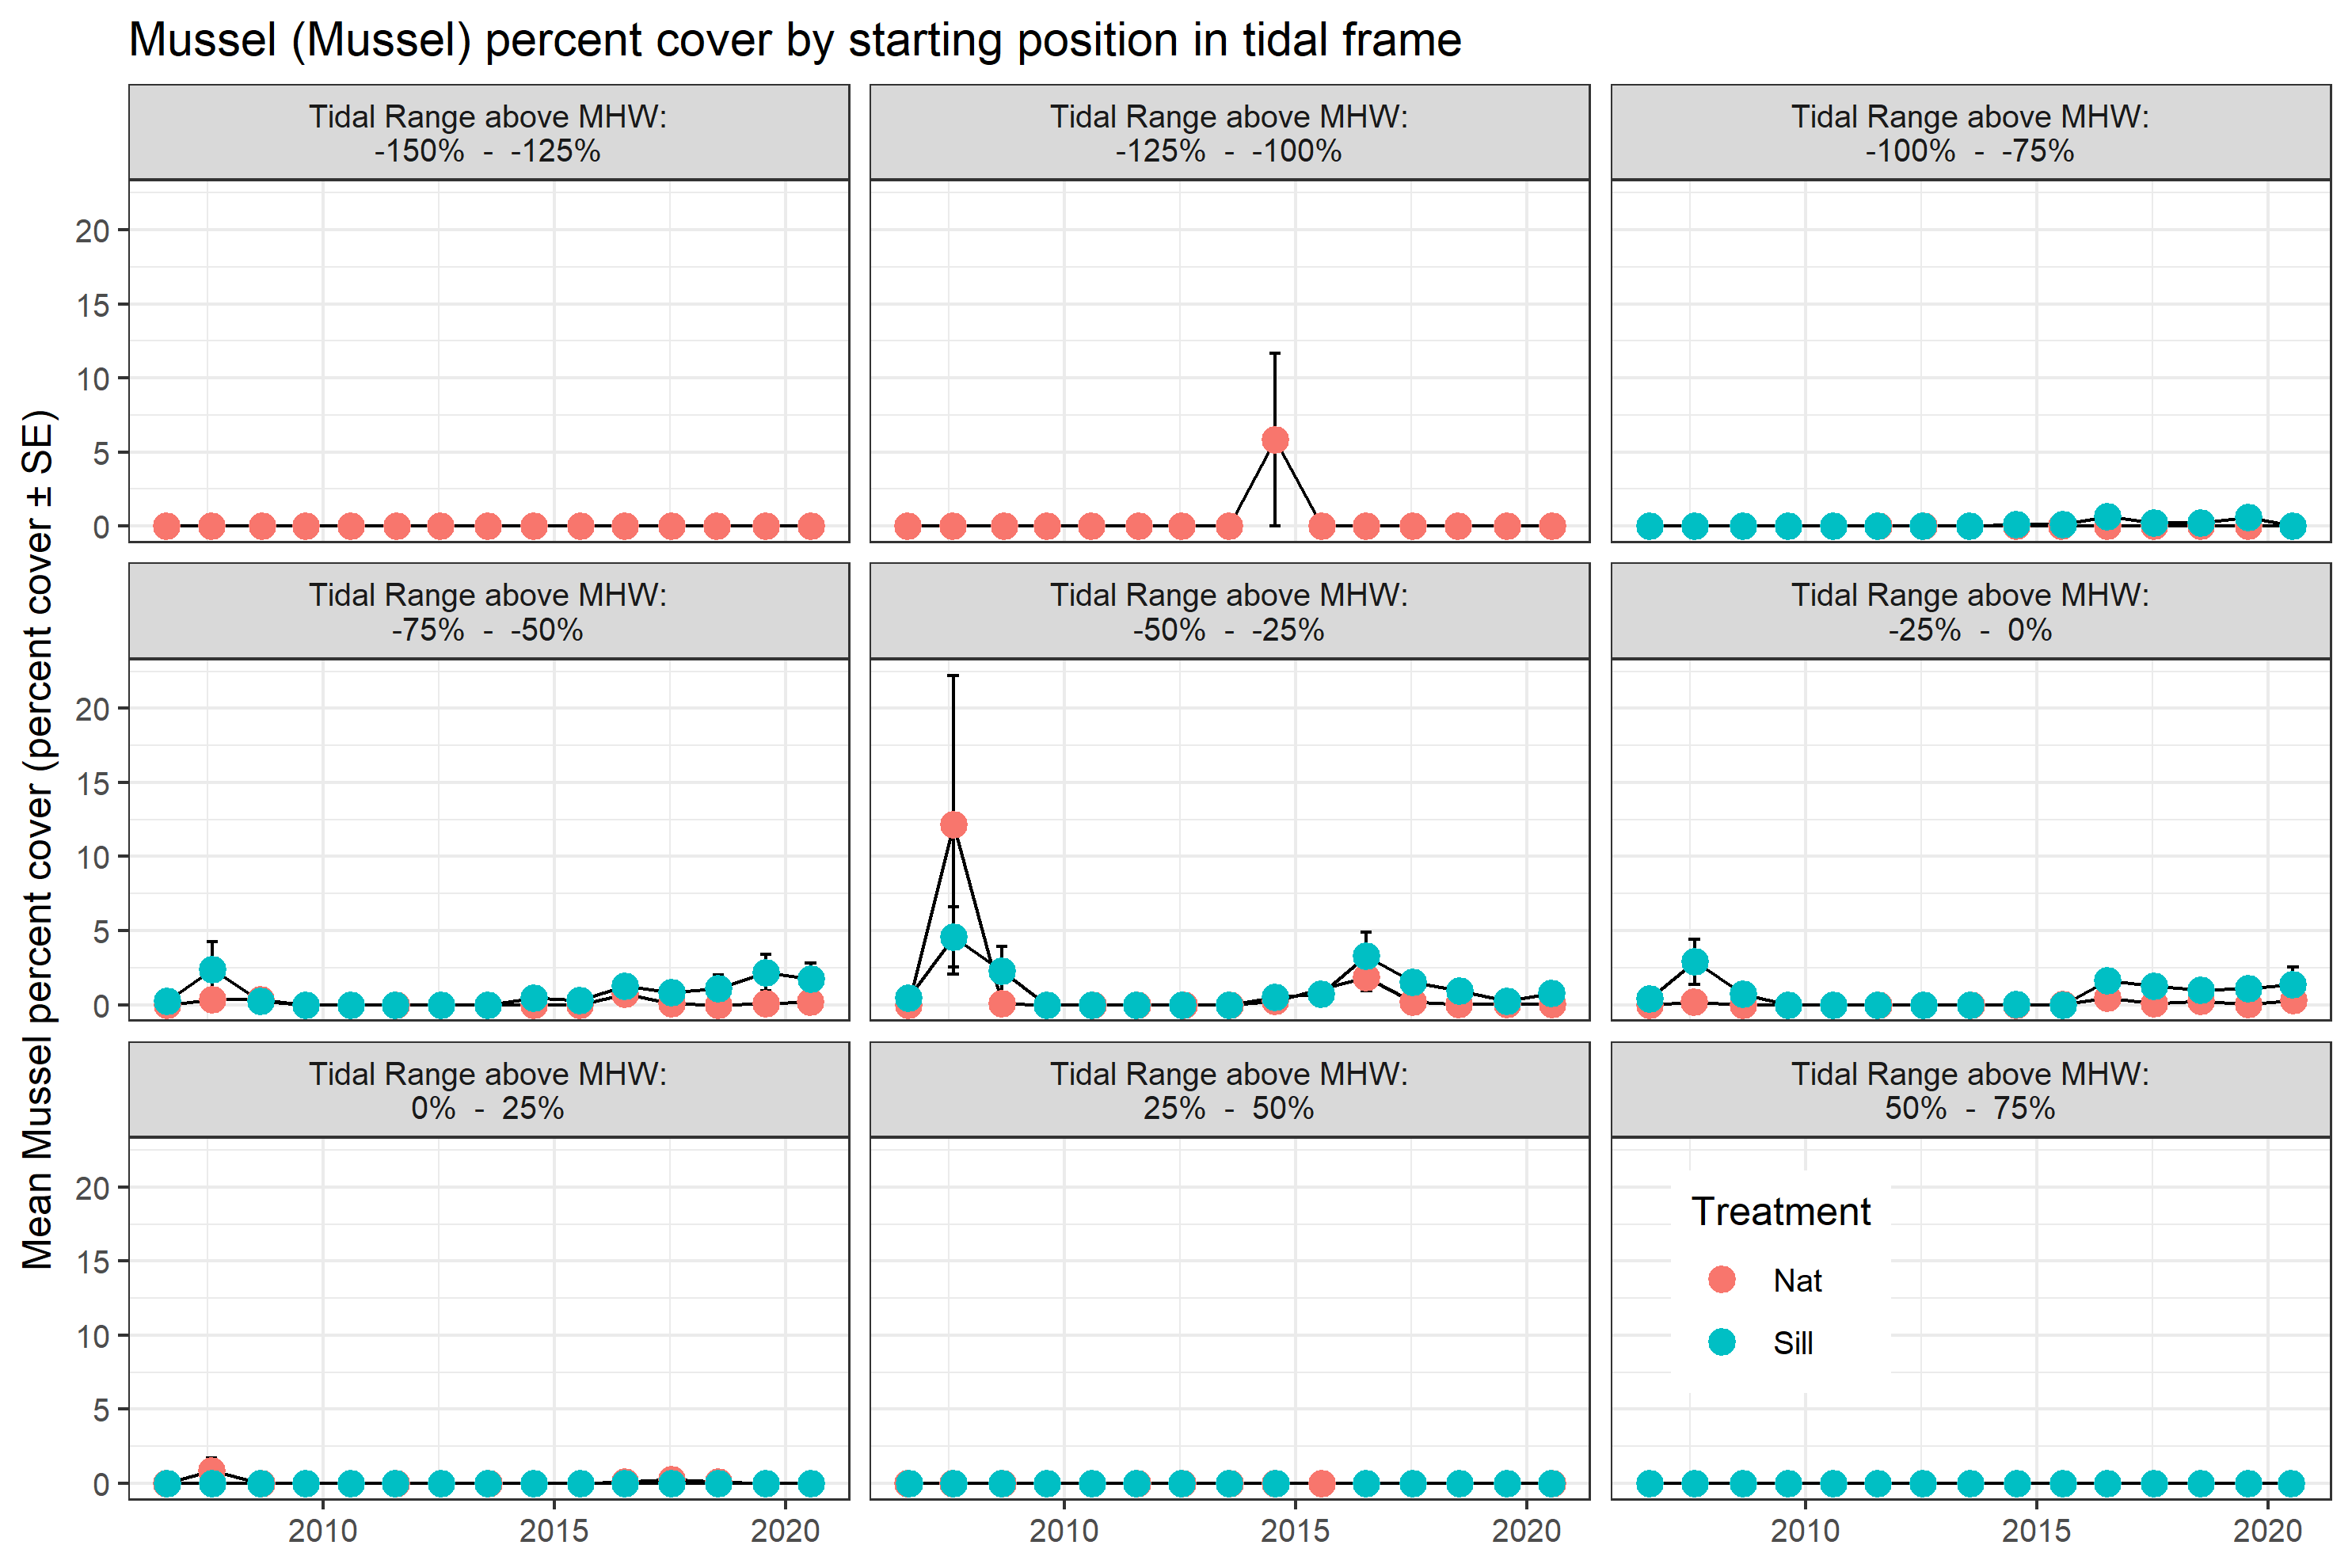 Mussel (Mussel) percent cover by starting position in tidal frame
Mean Mussel percent cover (percent cover ± SE)
Tidal Range above MHW:
-150% - -125%
Tidal Range above MHW:
-125% - -100%
Tidal Range above MHW:
-100% - -75%
20
15
10
5
0
Tidal Range above MHW:
-75% - -50%
Tidal Range above MHW:
-50% - -25%
Tidal Range above MHW:
-25% - 0%
20
15
10
5
0
Tidal Range above MHW:
0% - 25%
Tidal Range above MHW:
25% - 50%
Tidal Range above MHW:
50% - 75%
20
15
10
5
0
Treatment
Nat
Sill
2010 2015 2020
2010 2015 2020
2010 2015 2020